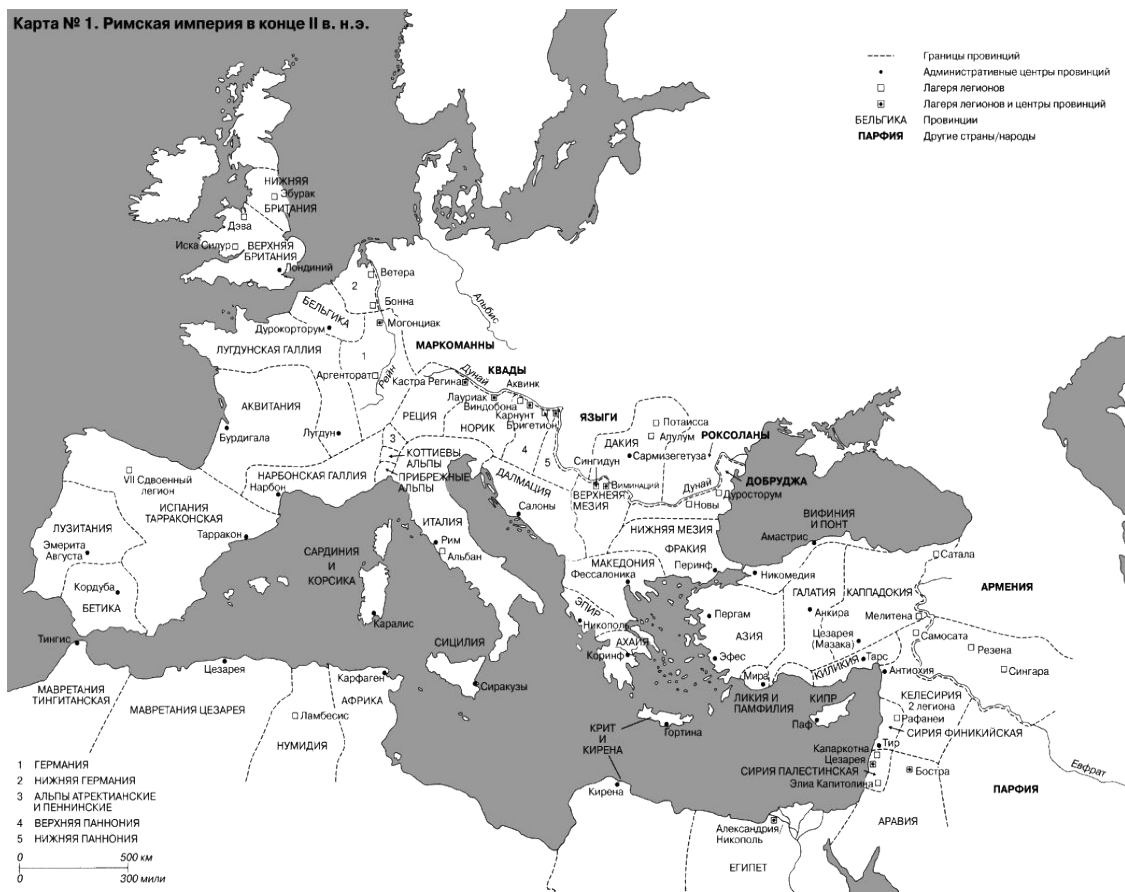 Карта № 1. Римская империя в конце II в. н.э.
Границы провинций
Административные центры провинций
Лагеря легионов
Лагеря легионов и центры провинций
БЕЛЬГИКА Провинции
ПАРФИЯ Другие страны/народы
НИЖНЯЯ
Эбурак
БРИТАНИЯ
Дэва
Иска Силур
ВЕРХНЯЯ
БРИТАНИЯ
Лондиний
2
Ветера
Бонна
БЕЛЬГИКА
Альбис
Могонциак
Дурокорторум
МАРКОМАННЫ
ЛУГДУНСКАЯ ГАЛЛИЯ
1
КВАДЫ
Аргенторат
Рейн
Дунай
Кастра Регина
Аквинк
Лауриак
Виндобона
Карнунт
Бригетион
АКВИТАНИЯ
РЕЦИЯ
НОРИК
ЯЗЫГИ
Потаисса
Апулум
РОКСОЛАНЫ
ДАКИЯ
Бурдигала
Лугдун
3
4
5
Сармизегетуза
КОТТИЕВЫ
АЛЬПЫ
Сингидун
ДОБРУДЖА
VII Сдвоенный
легион
НАРБОНСКАЯ ГАЛЛИЯ
ПРИБРЕЖНЫЕ
АЛЬПЫ
ДАЛМАЦИЯ
Виминаций
Дунай
Дуросторум
Нарбон
ВЕРХНЕЯЯ
МЕЗИЯ
Новы
ИСПАНИЯ
ТАРРАКОНСКАЯ
Салоны
ВИФИНИЯ
И ПОНТ
ЛУЗИТАНИЯ
ИТАЛИЯ
НИЖНЯЯ МЕЗИЯ
Тарракон
Рим
Альбан
ФРАКИЯ
Амастрис
Эмерита
Августа
САРДИНИЯ
И
КОРСИКА
МАКЕДОНИЯ
Перинф
Сатала
Фессалоника
Никомедия
Кордуба
ГАЛАТИЯ
КАППАДОКИЯ
АРМЕНИЯ
БЕТИКА
ЭПИР
Пергам
Анкира
Мелитена
Каралис
Никополь
АЗИЯ
Тингис
СИЦИЛИЯ
АХАЙЯ
Цезарея
(Мазака)
Самосата
Резена
Коринф
Эфес
Цезарея
КИЛИКИЯ
Тарс
Сингара
Карфаген
Мира
Антиохия
МАВРЕТАНИЯ
ТИНГИТАНСКАЯ
Сиракузы
ЛИКИЯ И
ПАМФИЛИЯ
КИПР
КЕЛЕСИРИЯ
2 легиона
МАВРЕТАНИЯ ЦЕЗАРЕЯ
АФРИКА
Ламбесис
Паф
Рафанеи
КРИТ
И
КИРЕНА
Гортина
СИРИЯ ФИНИКИЙСКАЯ
НУМИДИЯ
Тир
Капаркотна
Цезарея
СИРИЯ ПАЛЕСТИНСКАЯ
Бостра
Евфрат
Кирена
Элиа Капитолина
ПАРФИЯ
АРАВИЯ
Александрия/
Никополь
ЕГИПЕТ
1 ГЕРМАНИЯ
2 НИЖНЯЯ ГЕРМАНИЯ
3 АЛЬПЫ АТРЕКТИАНСКИЕ
И ПЕННИНСКИЕ
4 ВЕРХНЯЯ ПАННОНИЯ
5 НИЖНЯЯ ПАННОНИЯ
0 500 км
0 300 мили